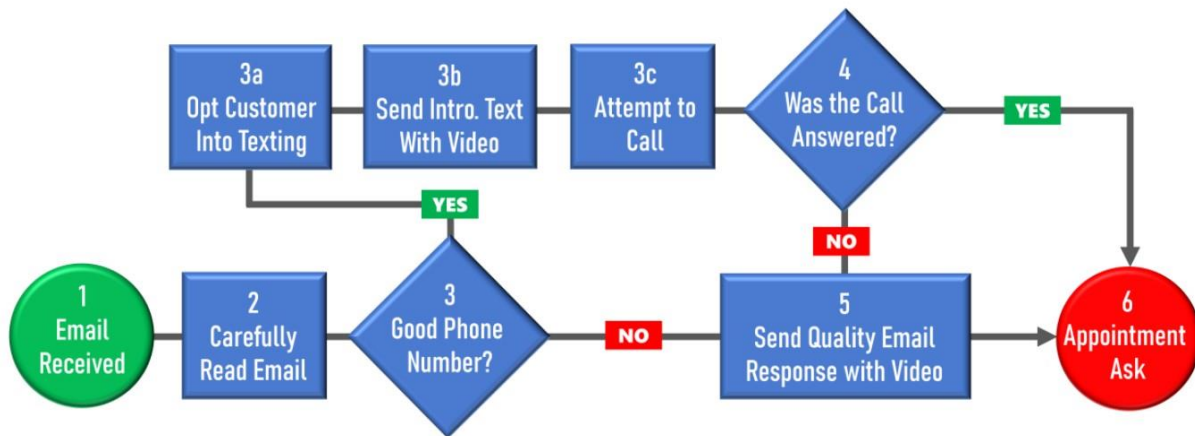 3a
Opt Customer
Into Texting
3b
Send Intro. Text
With Video
3c
Attempt to
Call
4
Was the Call
Answered?
YES
YES
NO
1
Email
Received
2
Carefully
Read Email
3
Good Phone
Number?
NO
5
Send Quality Email
Response with Video
6
Appointment
Ask